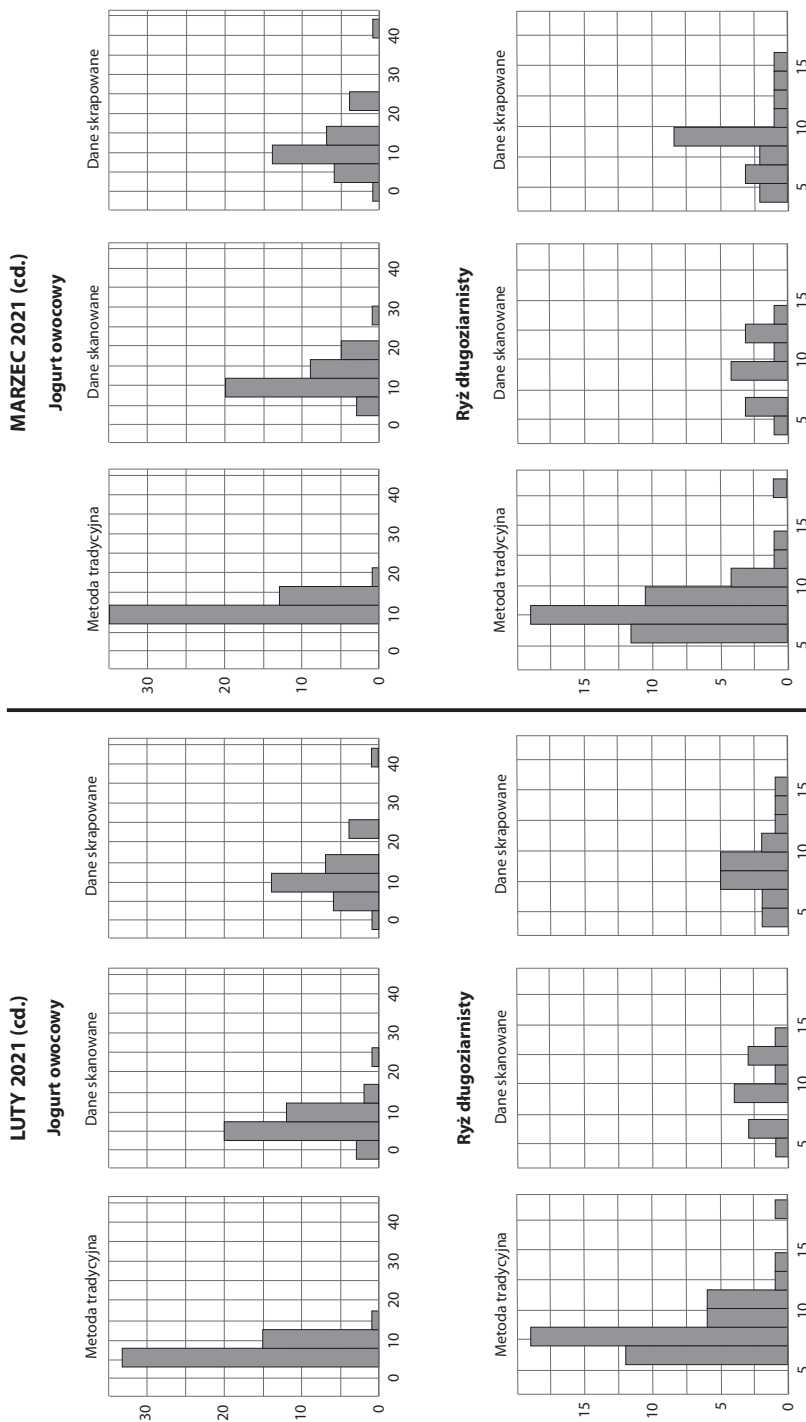 LUTY 2021 (cd.)
Jogurt owocowy
Metoda tradycyjna
Dane skanowane
Dane skrapowane
30
20
10
0
0 10 20 30 40
0 10 20 30 40
0 10 20 30 40
Ryż długoziarnisty
Metoda tradycyjna
Dane skanowane
Dane skrapowane
15
10
5
0
5 10 15
5 10 15
5 10 15
MARZEC 2021 (cd.)
Jogurt owocowy
Metoda tradycyjna
Dane skanowane
Dane skrapowane
30
20
10
0
0 10 20 30 40
0 10 20 30 40
0 10 20 30 40
Ryż długoziarnisty
Metoda tradycyjna
Dane skanowane
Dane skrapowane
15
10
5
0
5 10 15
5 10 15
5 10 15